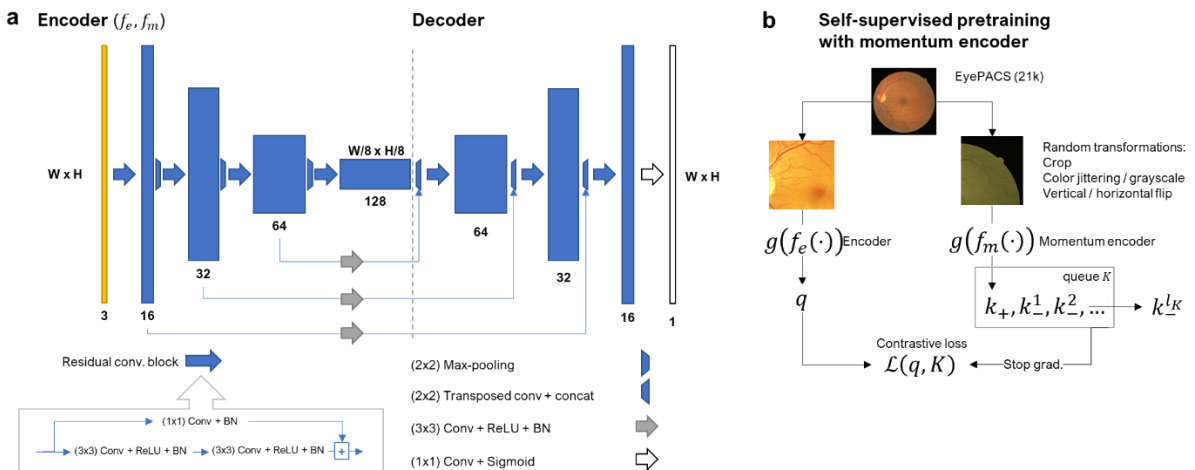 a Encoder (fₑ, fₘ) Decoder
W x H
3
16
32
64
W/8 x H/8
128
64
32
16
1
W x H
Residual conv. block
(1x1) Conv + BN
(3x3) Conv + ReLU + BN (3x3) Conv + ReLU + BN +
(2x2) Max-pooling
(2x2) Transposed conv + concat
(3x3) Conv + ReLU + BN
(1x1) Conv + Sigmoid
b Self-supervised pretraining
with momentum encoder
EyePACS (21k)
Random transformations:
Crop
Color jittering / grayscale
Vertical / horizontal flip
g(fₑ(·)) Encoder
g(fₘ(·)) Momentum encoder
queue K
q
k₊, k₋¹, k₋², ... k₋^{l_K}
Contrastive loss
ℒ(q, K)
Stop grad.